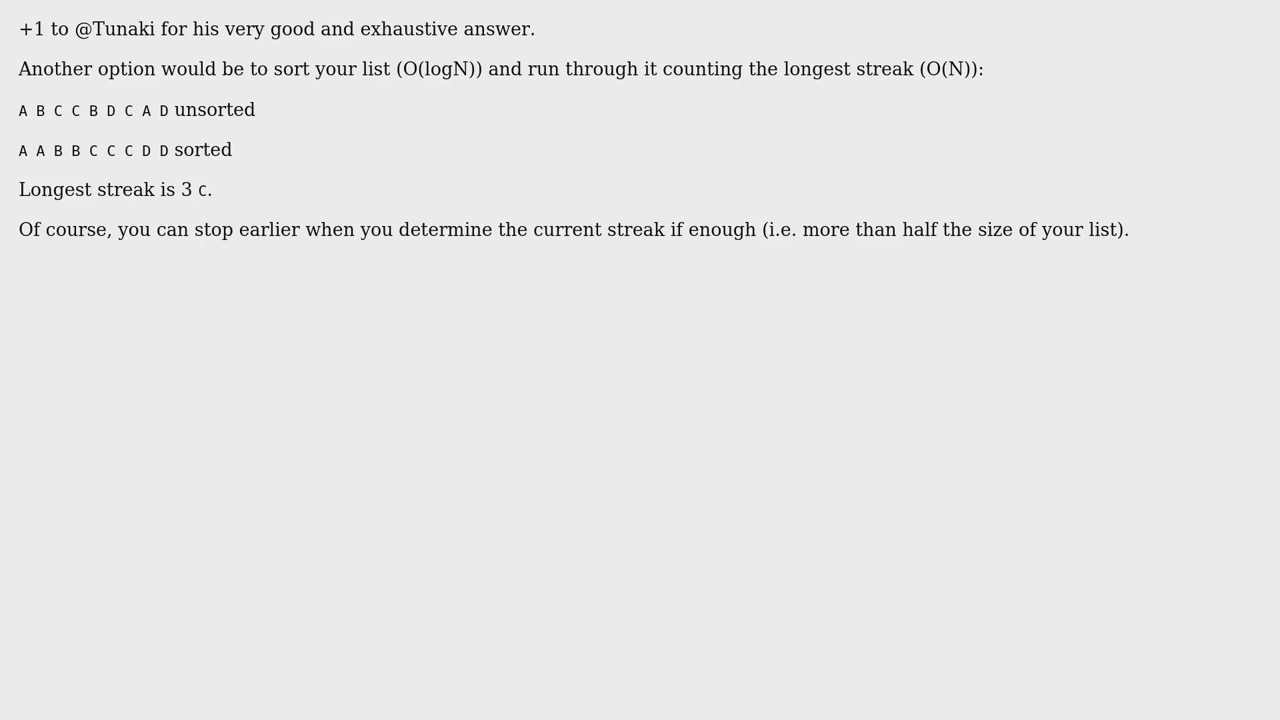 +1 to @Tunaki for his very good and exhaustive answer.
Another option would be to sort your list (O(logN)) and run through it counting the longest streak (O(N)):
A B C C B D C A D unsorted
A A B B C C C D D sorted
Longest streak is 3 C.
Of course, you can stop earlier when you determine the current streak if enough (i.e. more than half the size of your list).